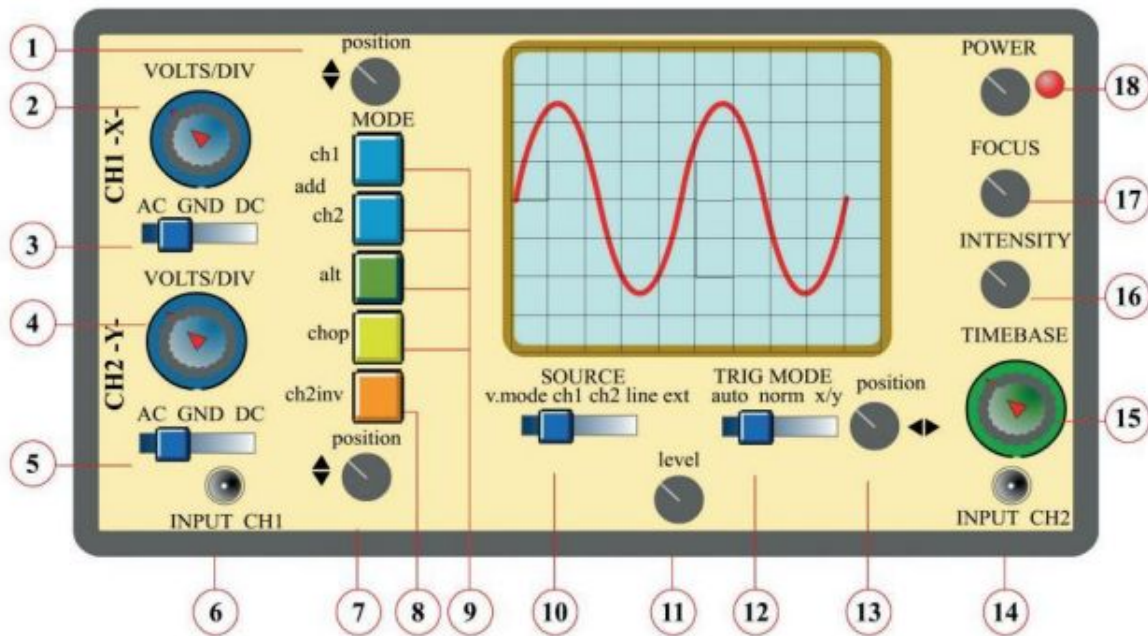 1
position
POWER
VOLTS/DIV
18
2
MODE
CH1 -X-
ch1
FOCUS
add
17
AC GND DC
ch2
3
INTENSITY
VOLTS/DIV
alt
16
4
chop
TIMEBASE
CH2 -Y-
SOURCE
TRIG MODE
ch2inv
v.mode ch1 ch2 line ext
auto norm x/y
position
AC GND DC
15
position
5
level
INPUT CH1
INPUT CH2
6
7
8
9
10
11
12
13
14